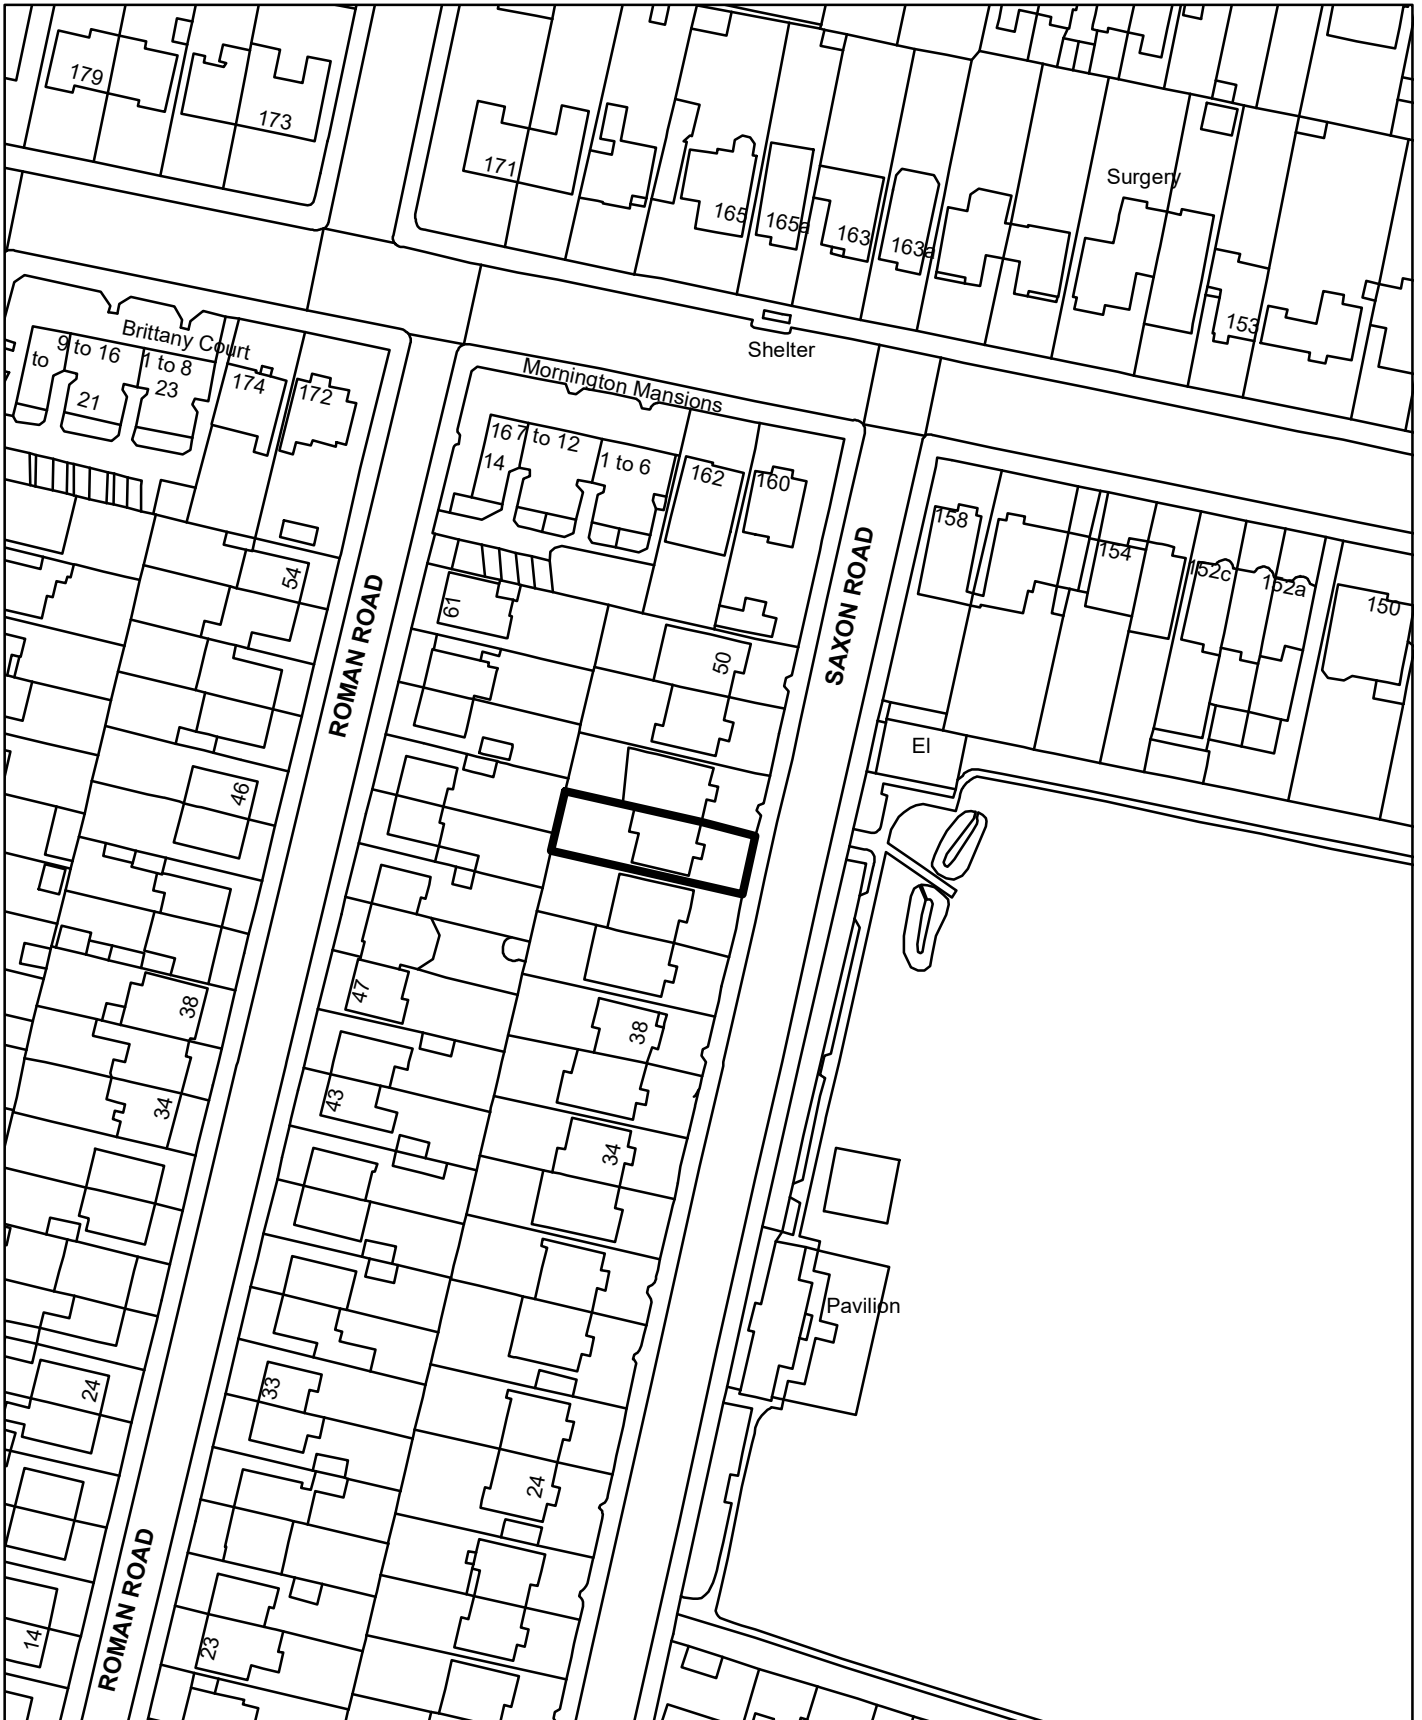 179
173
171
165
165a
163
163a
Surgery
153
Shelter
Brittany Court
to
9 to 16
1 to 8
21
23
174
172
Mornington Mansions
16
7 to 12
14
1 to 6
162
160
158
154
152c
152a
150
54
61
50
ROMAN ROAD
SAXON ROAD
El
46
47
38
38
43
34
34
Pavilion
33
24
24
ROMAN ROAD
14
23